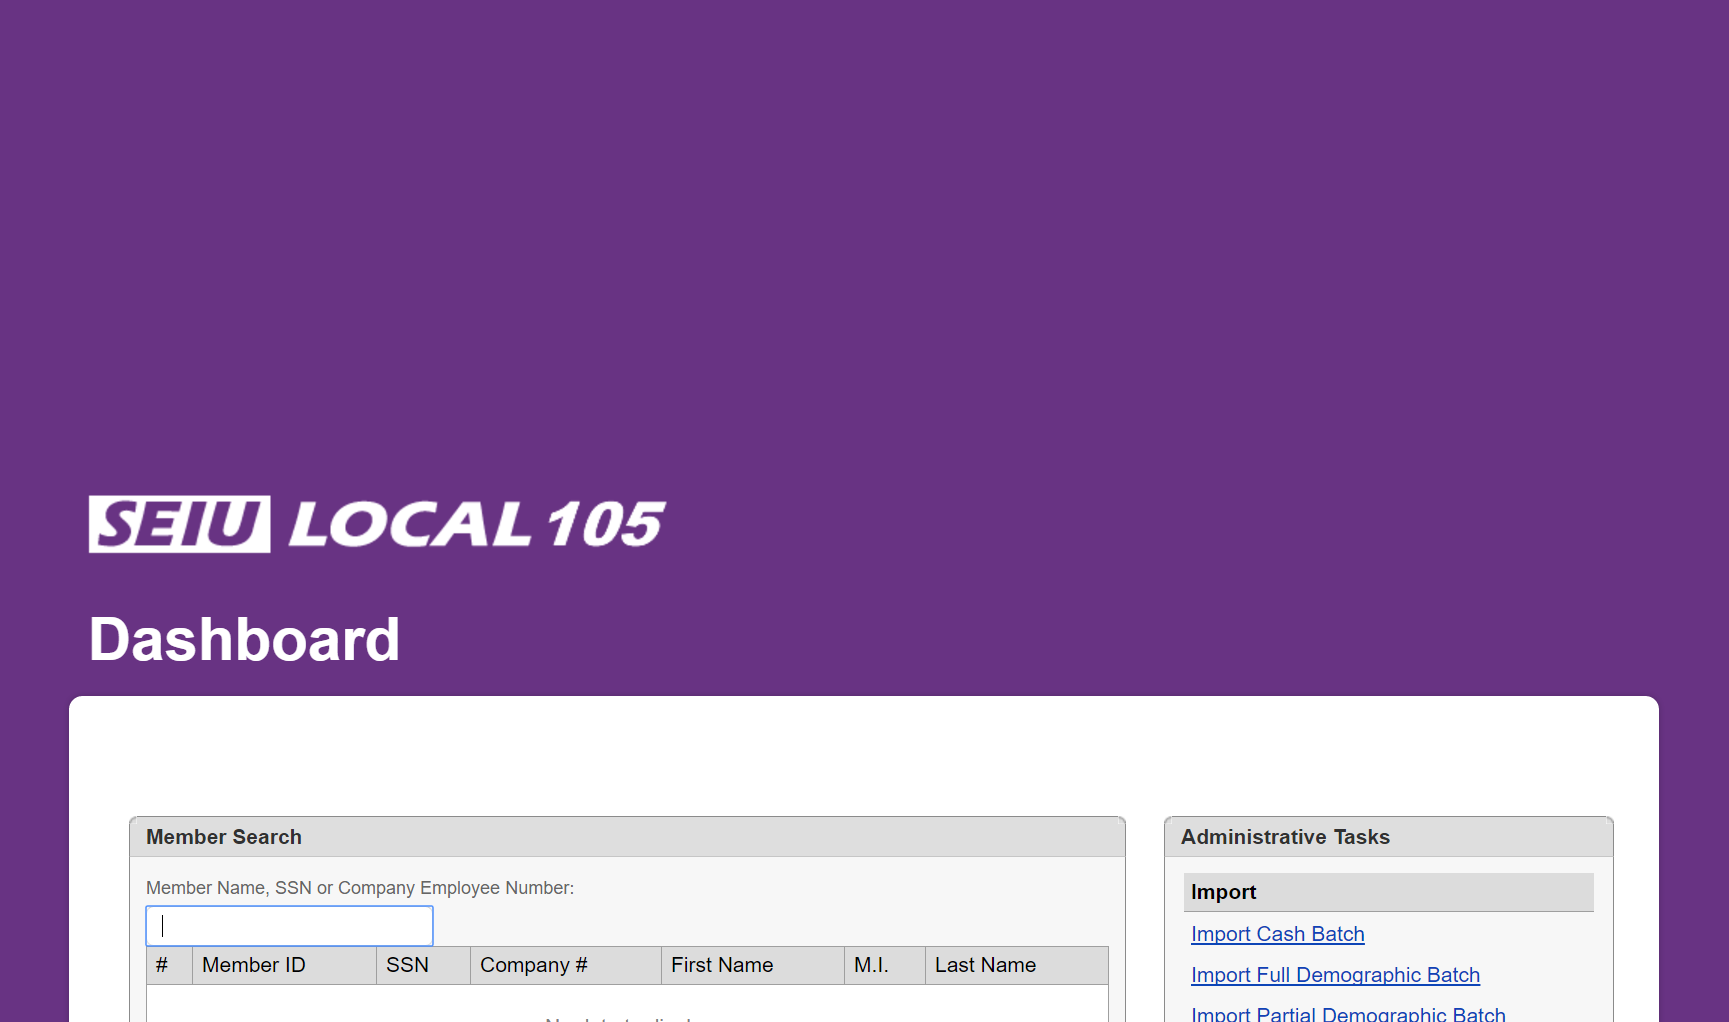 SEIU LOCAL 105
Dashboard
Member Search
Member Name, SSN or Company Employee Number:
# Member ID SSN Company # First Name M.I. Last Name
Administrative Tasks
Import
Import Cash Batch
Import Full Demographic Batch
Import Partial Demographic Batch